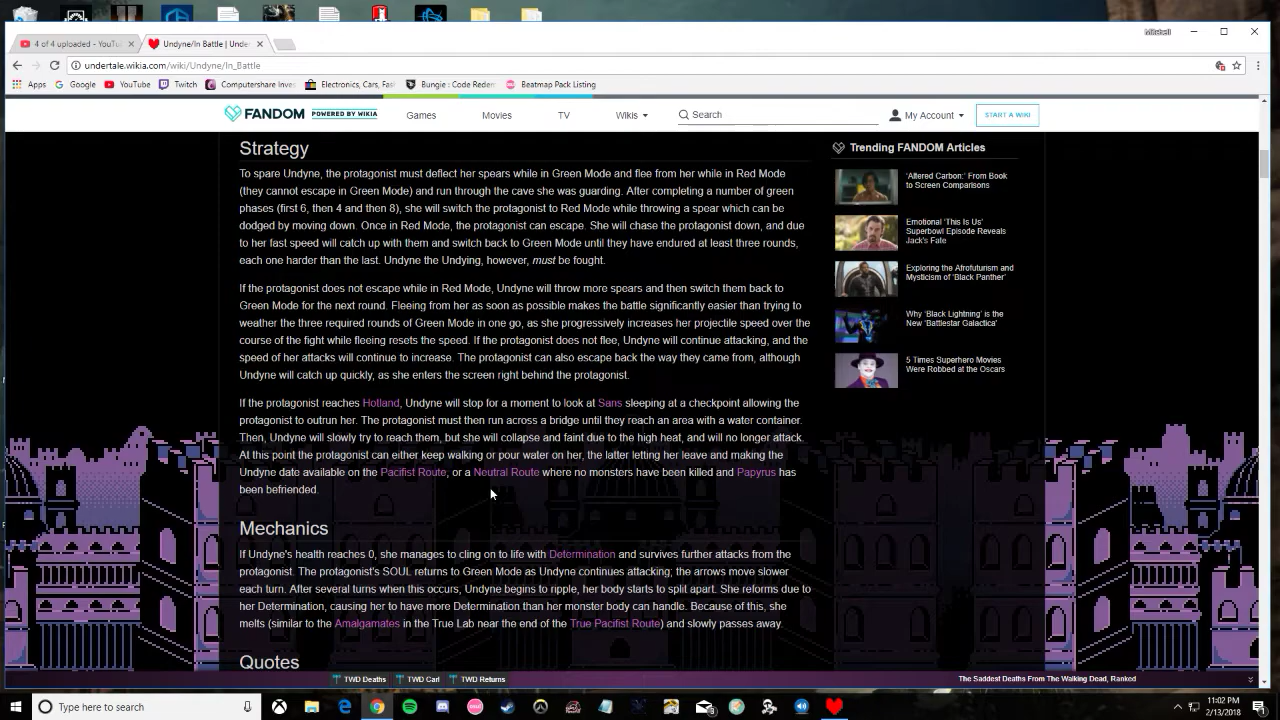 Mitchell
4 of 4 uploaded - YouTu
Undyne/In Battle | Unde
undertale.wikia.com/wiki/Undyne/In_Battle
Apps Google YouTube Twitch Computershare Inves Electronics, Cars, Fas Bungie : Code Redem Beatmap Pack Listing
FANDOM POWERED BY WIKIA Games Movies TV Wikis Search My Account START A WIKI
Strategy
To spare Undyne, the protagonist must deflect her spears while in Green Mode and flee from her while in Red Mode
(they cannot escape in Green Mode) and run through the cave she was guarding. After completing a number of green
phases (first 6, then 4 and then 8), she will switch the protagonist to Red Mode while throwing a spear which can be
dodged by moving down. Once in Red Mode, the protagonist can escape. She will chase the protagonist down, and due
to her fast speed will catch up with them and switch back to Green Mode until they have endured at least three rounds,
each one harder than the last. Undyne the Undying, however, must be fought.
If the protagonist does not escape while in Red Mode, Undyne will throw more spears and then switch them back to
Green Mode for the next round. Fleeing from her as soon as possible makes the battle significantly easier than trying to
weather the three required rounds of Green Mode in one go, as she progressively increases her projectile speed over the
course of the fight while fleeing resets the speed. If the protagonist does not flee, Undyne will continue attacking, and the
speed of her attacks will continue to increase. The protagonist can also escape back the way they came from, although
Undyne will catch up quickly, as she enters the screen right behind the protagonist.
If the protagonist reaches Hotland, Undyne will stop for a moment to look at Sans sleeping at a checkpoint allowing the
protagonist to outrun her. The protagonist must then run across a bridge until they reach an area with a water container.
Then, Undyne will slowly try to reach them, but she will collapse and faint due to the high heat, and will no longer attack.
At this point the protagonist can either keep walking or pour water on her, the latter letting her leave and making the
Undyne date available on the Pacifist Route, or a Neutral Route where no monsters have been killed and Papyrus has
been befriended.
Mechanics
If Undyne's health reaches 0, she manages to cling on to life with Determination and survives further attacks from the
protagonist. The protagonist's SOUL returns to Green Mode as Undyne continues attacking; the arrows move slower
each turn. After several turns when this occurs, Undyne begins to ripple, her body starts to split apart. She reforms due to
her Determination, causing her to have more Determination than her monster body can handle. Because of this, she
melts (similar to the Amalgamates in the True Lab near the end of the True Pacifist Route) and slowly passes away.
Quotes
Trending FANDOM Articles
'Altered Carbon:' From Book
to Screen Comparisons
Emotional 'This Is Us'
Superbowl Episode Reveals
Jack's Fate
Exploring the Afrofuturism and
Mysticism of 'Black Panther'
Why 'Black Lightning' is the
New 'Battlestar Galactica'
5 Times Superhero Movies
Were Robbed at the Oscars
TWD Deaths TWD Carl TWD Returns The Saddest Deaths From The Walking Dead, Ranked
Type here to search
11:02 PM
2/13/2018